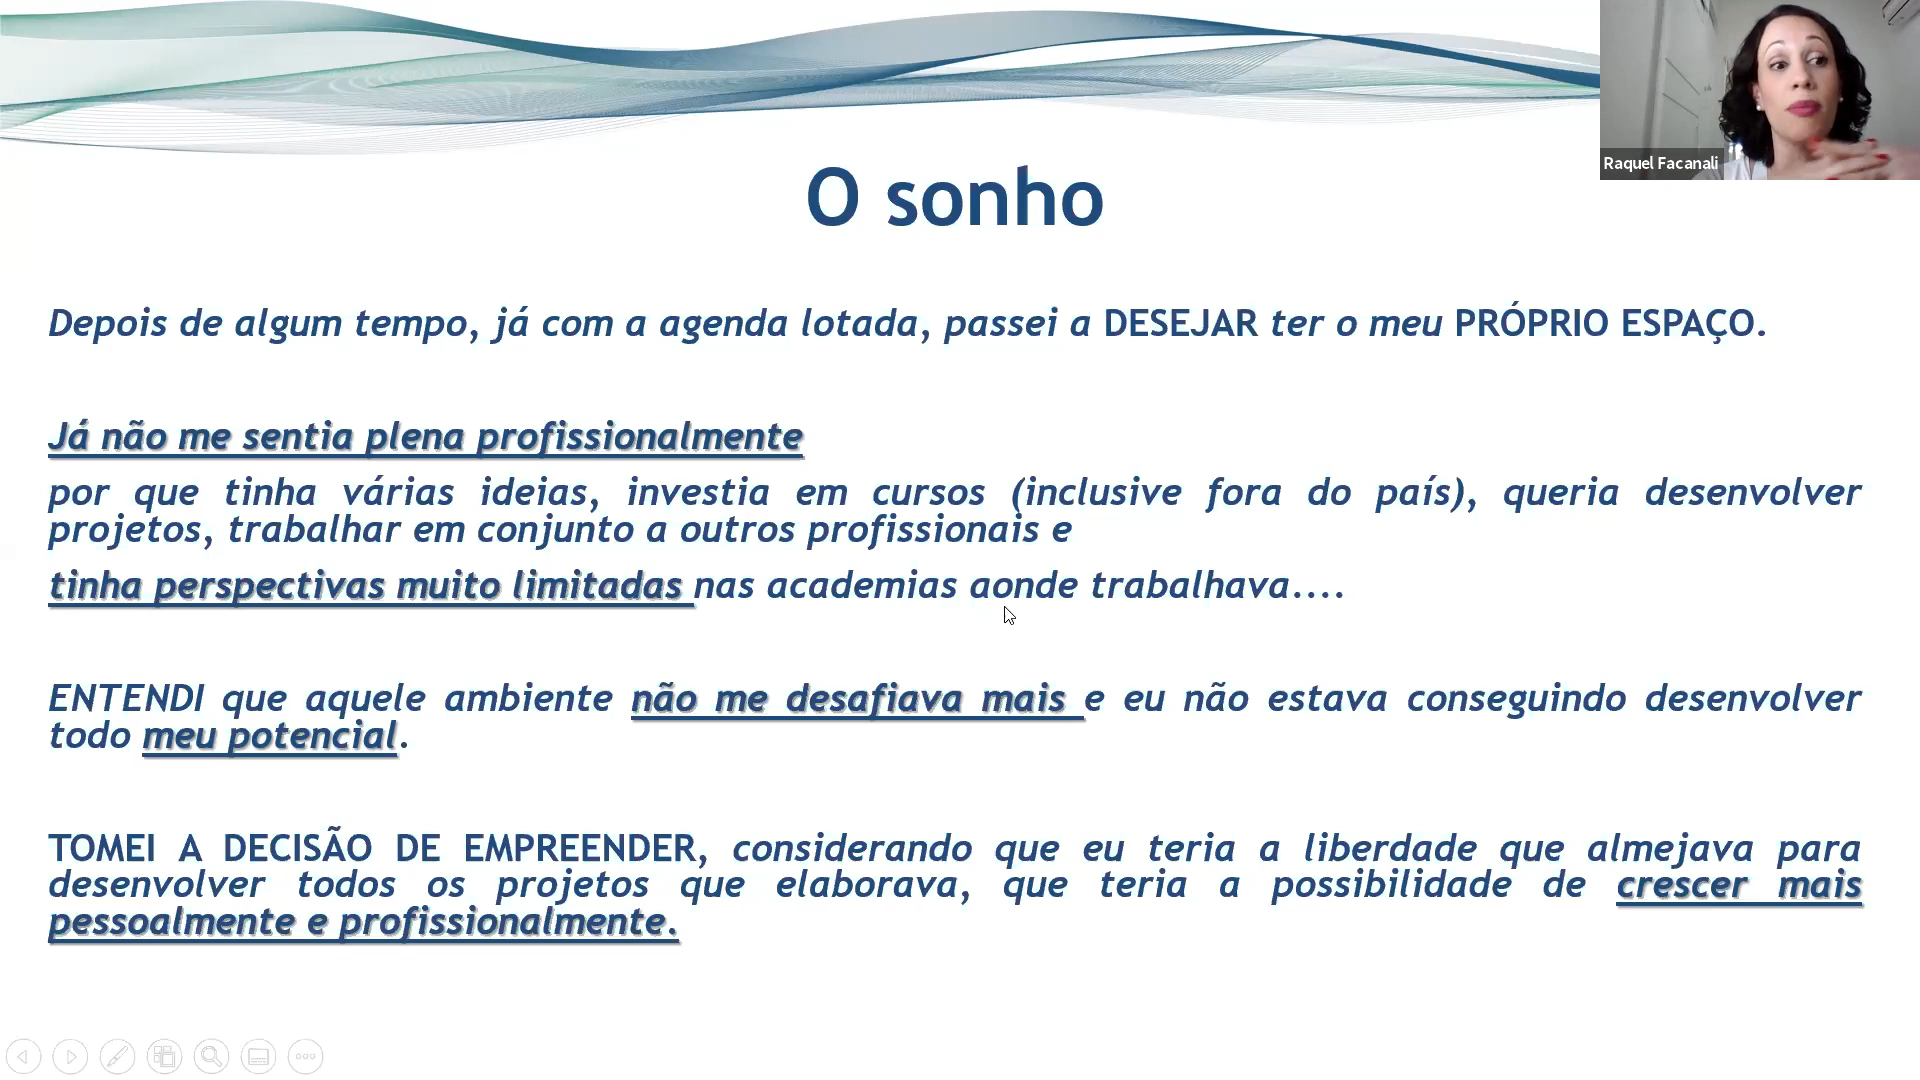 Raquel Facanali
O sonho
Depois de algum tempo, já com a agenda lotada, passei a DESEJAR ter o meu PRÓPRIO ESPAÇO.
Já não me sentia plena profissionalmente
por que tinha várias ideias, investia em cursos (inclusive fora do país), queria desenvolver
projetos, trabalhar em conjunto a outros profissionais e
tinha perspectivas muito limitadas nas academias aonde trabalhava....
ENTENDI que aquele ambiente não me desafiava mais e eu não estava conseguindo desenvolver
todo meu potencial.
TOMEI A DECISÃO DE EMPREENDER, considerando que eu teria a liberdade que almejava para
desenvolver todos os projetos que elaborava, que teria a possibilidade de crescer mais
pessoalmente e profissionalmente.